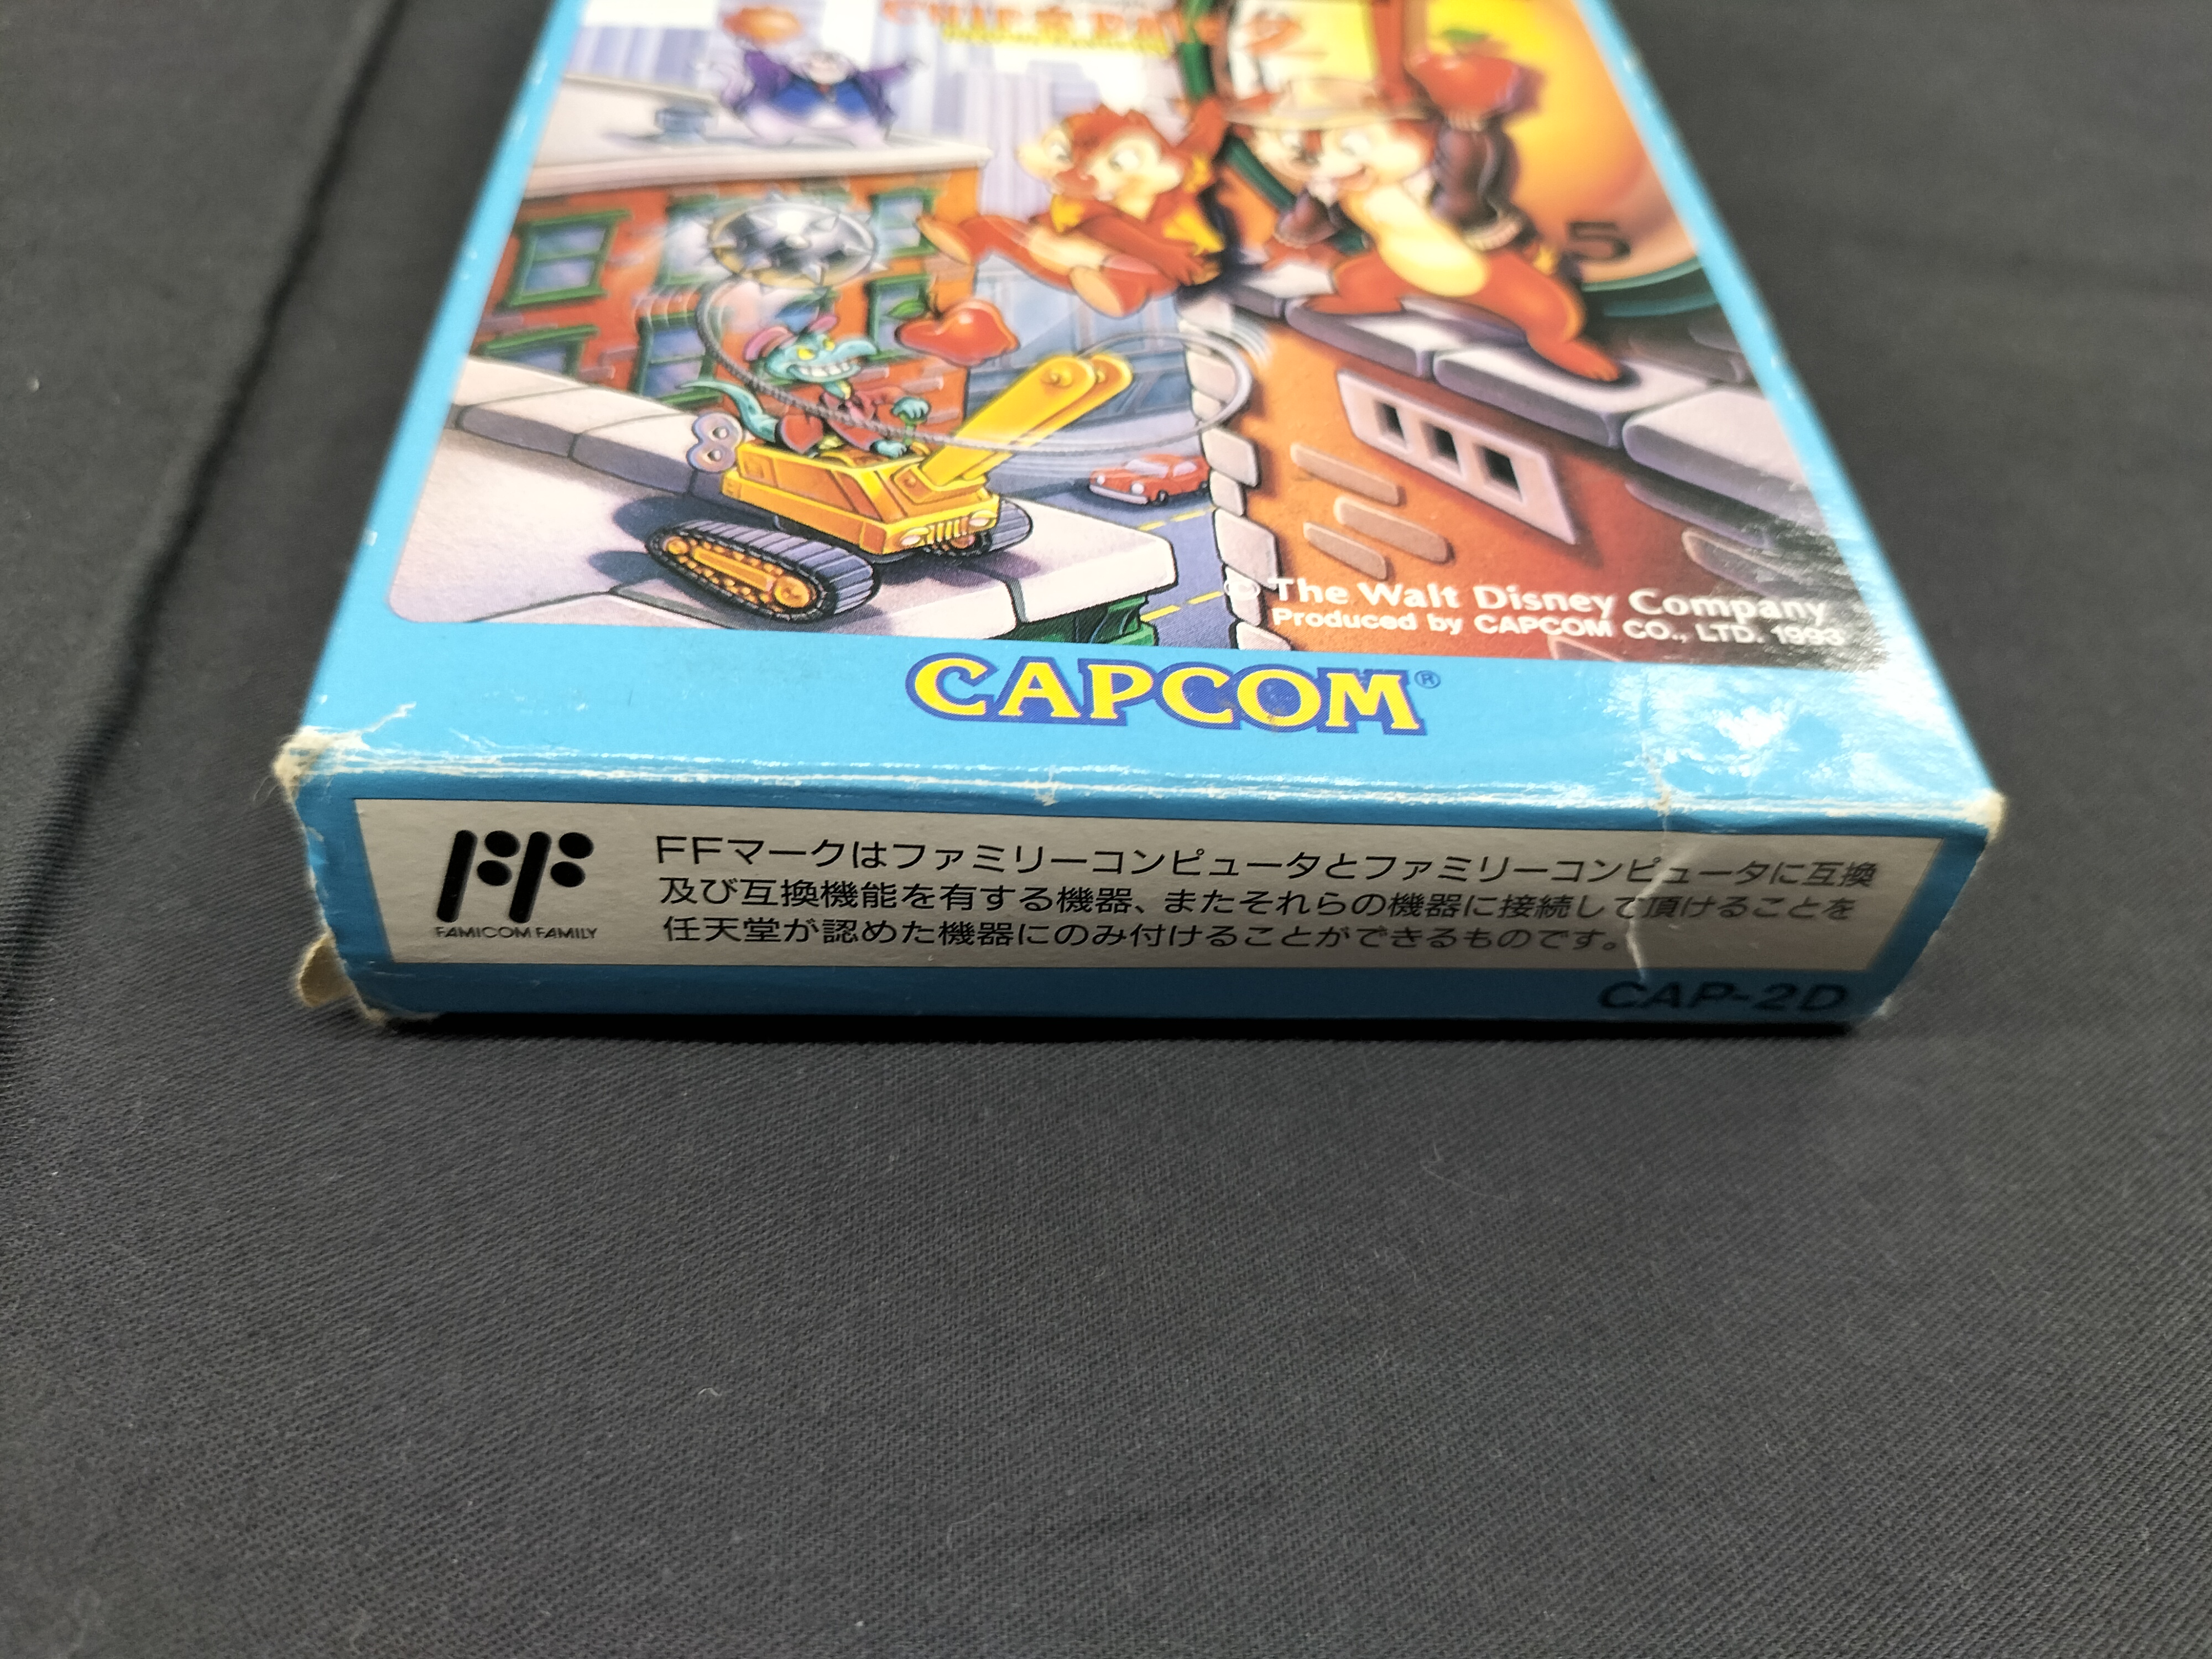 5
© The Walt Disney Company
Produced by CAPCOM CO., LTD. 1993
CAPCOM®
FFマークはファミリーコンピュータとファミリーコンピュータに互換
及び互換機能を有する機器、またそれらの機器に接続して頂けることを
任天堂が認めた機器にのみ付けることができるものです。
FAMICOM FAMILY
CAP-2D